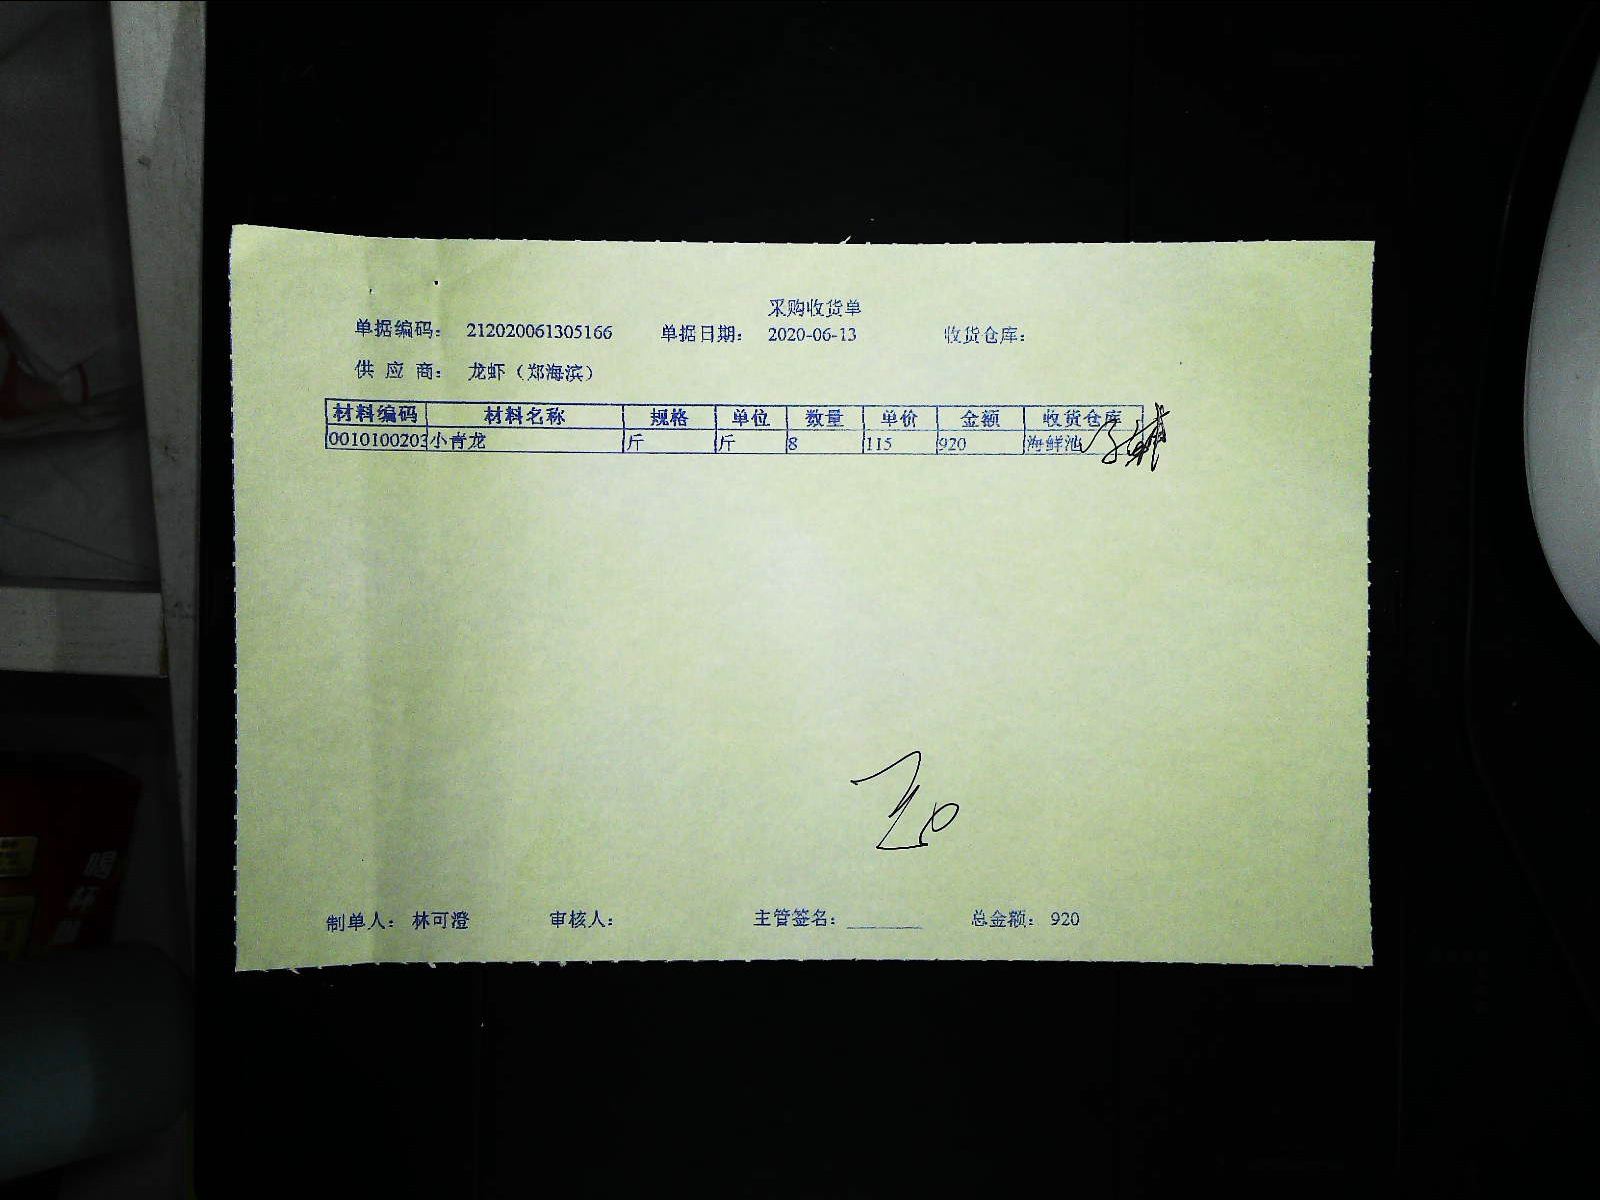 采购收货单
单据编码： 212020061305166 单据日期： 2020-06-13 收货仓库：
供 应 商： 龙虾（郑海滨）
材料编码 材料名称 规格 单位 数量 单价 金额 收货仓库
0010100203 小青龙 斤 斤 8 115 920 海鲜池
制单人： 林可澄 审核人： 主管签名： 总金额： 920